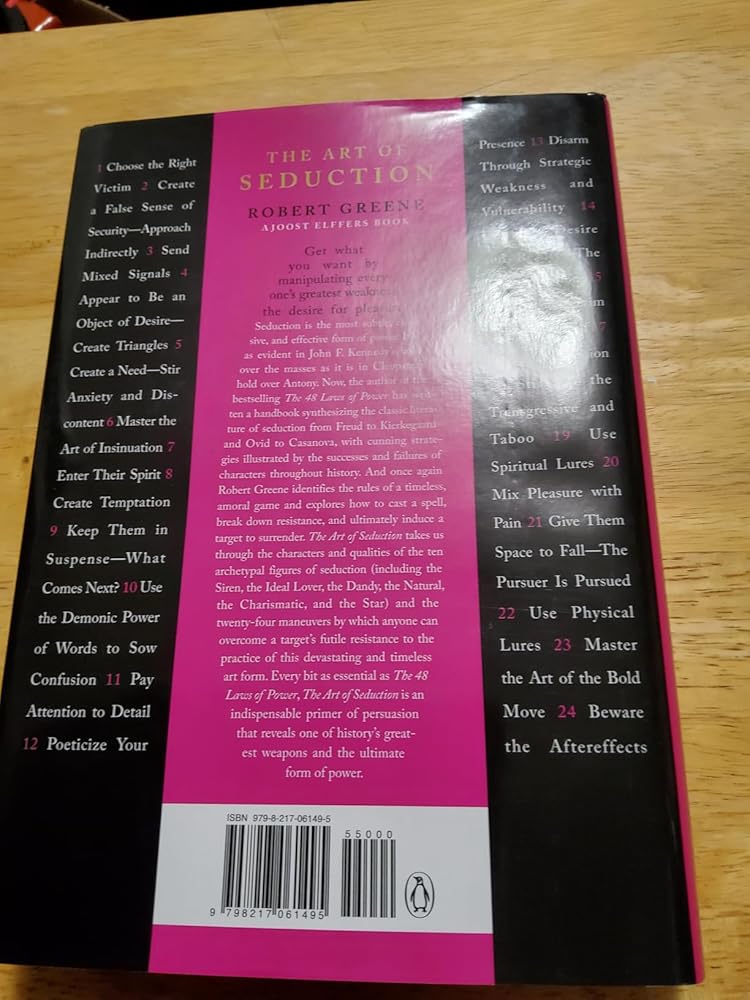 1 Choose the Right
Victim 2 Create
a False Sense of
Security—Approach
Indirectly 3 Send
Mixed Signals 4
Appear to Be an
Object of Desire—
Create Triangles 5
Create a Need—Stir
Anxiety and Dis-
content 6 Master the
Art of Insinuation 7
Enter Their Spirit 8
Create Temptation
9 Keep Them in
Suspense—What
Comes Next? 10 Use
the Demonic Power
of Words to Sow
Confusion 11 Pay
Attention to Detail
12 Poeticize Your
THE ART OF
SEDUCTION
ROBERT GREENE
A JOOST ELFFERS BOOK
Get what
you want by
manipulating every-
one's greatest weakness
the desire for pleasure
Seduction is the most subtle,
sive, and effective form of power
as evident in John F. Kennedy's
over the masses as it is in
hold over Antony. Now, the author of the
bestselling The 48 Laws of Power has writ-
ten a handbook synthesizing the classic litera-
ture of seduction from Freud to Kierkegaard
and Ovid to Casanova, with cunning strate-
gies illustrated by the successes and failures of
characters throughout history. And once again
Robert Greene identifies the rules of a timeless,
amoral game and explores how to cast a spell,
break down resistance, and ultimately induce a
target to surrender. The Art of Seduction takes us
through the characters and qualities of the ten
archetypal figures of seduction (including the
Siren, the Ideal Lover, the Dandy, the Natural,
the Charismatic, and the Star) and the
twenty-four maneuvers by which anyone can
overcome a target's futile resistance to the
practice of this devastating and timeless
art form. Every bit as essential as The 48
Laws of Power, The Art of Seduction is an
indispensable primer of persuasion
that reveals one of history's great-
est weapons and the ultimate
form of power.
Presence 13 Disarm
Through Strategic
Weakness and
Vulnerability 14
Desire
The
the
Transgressive and
Taboo 19 Use
Spiritual Lures 20
Mix Pleasure with
Pain 21 Give Them
Space to Fall—The
Pursuer Is Pursued
22 Use Physical
Lures 23 Master
the Art of the Bold
Move 24 Beware
the Aftereffects
ISBN 979-8-217-06149-5
55000
9 798217 061495